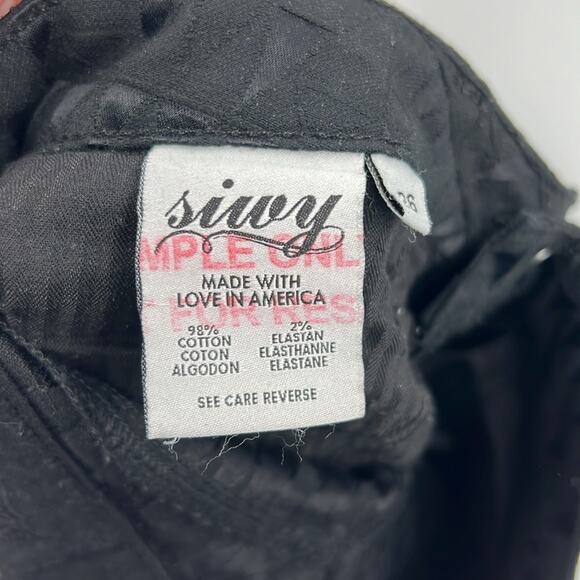 siwy
MPLE ONL
MADE WITH
LOVE IN AMERICA
FOR RES
98% 2%
COTTON ELASTAN
COTON ELASTHANNE
ALGODON ELASTANE
SEE CARE REVERSE
26